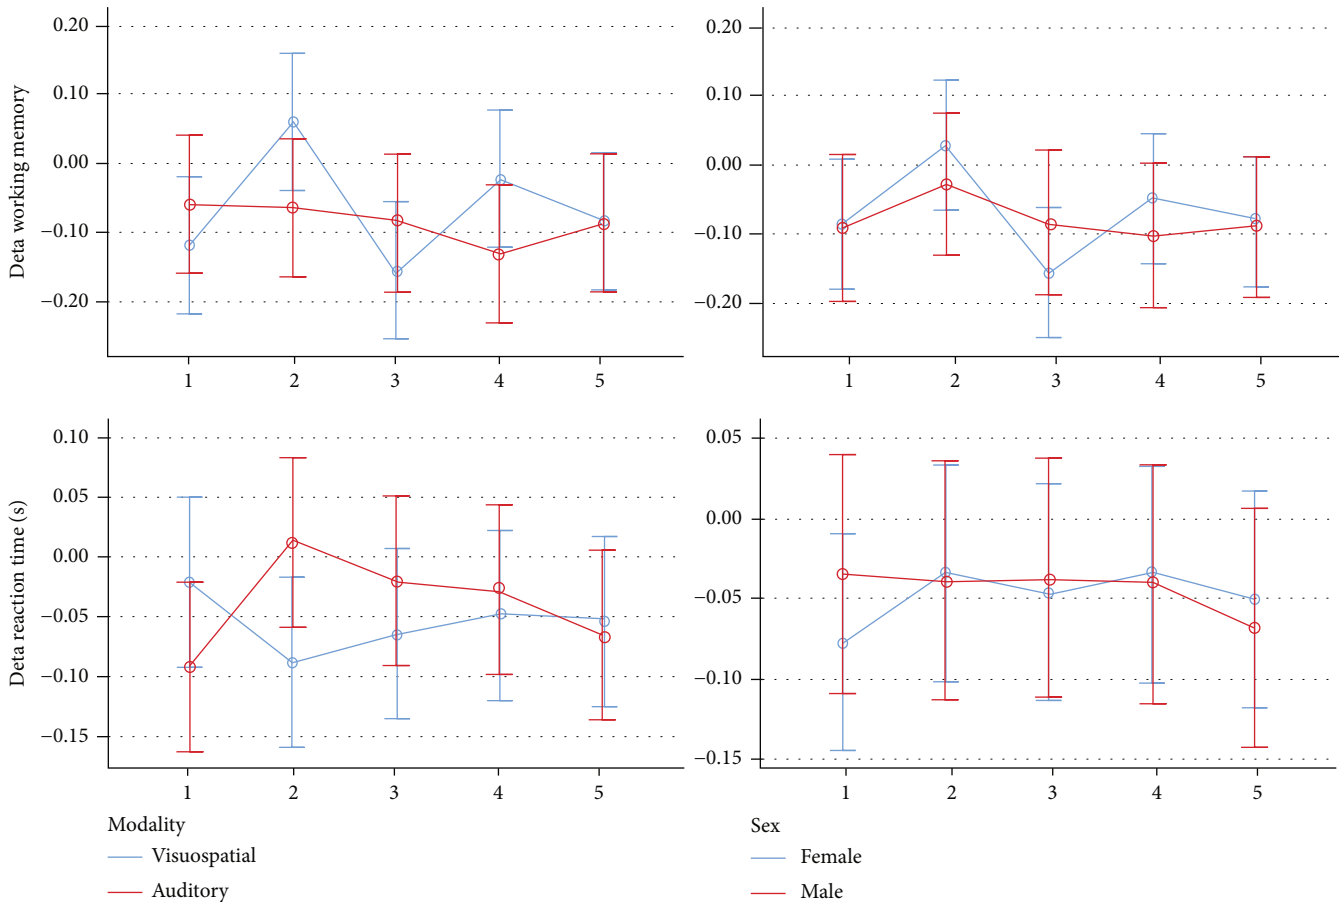 0.20
0.10
0.00
−0.10
−0.20
Deta working memory
1 2 3 4 5
0.20
0.10
0.00
−0.10
−0.20
1 2 3 4 5
0.10
0.05
0.00
−0.05
−0.10
−0.15
Deta reaction time (s)
1 2 3 4 5
0.05
0.00
−0.05
−0.10
−0.15
1 2 3 4 5
Modality
Visuospatial
Auditory
Sex
Female
Male